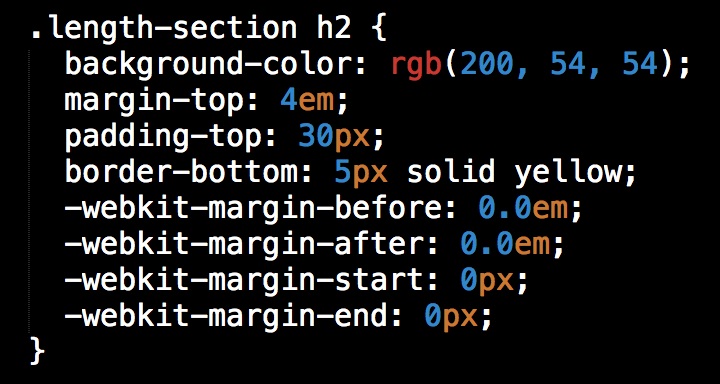 .length-section h2 {
background-color: rgb(200, 54, 54);
margin-top: 4em;
padding-top: 30px;
border-bottom: 5px solid yellow;
-webkit-margin-before: 0.0em;
-webkit-margin-after: 0.0em;
-webkit-margin-start: 0px;
-webkit-margin-end: 0px;
}